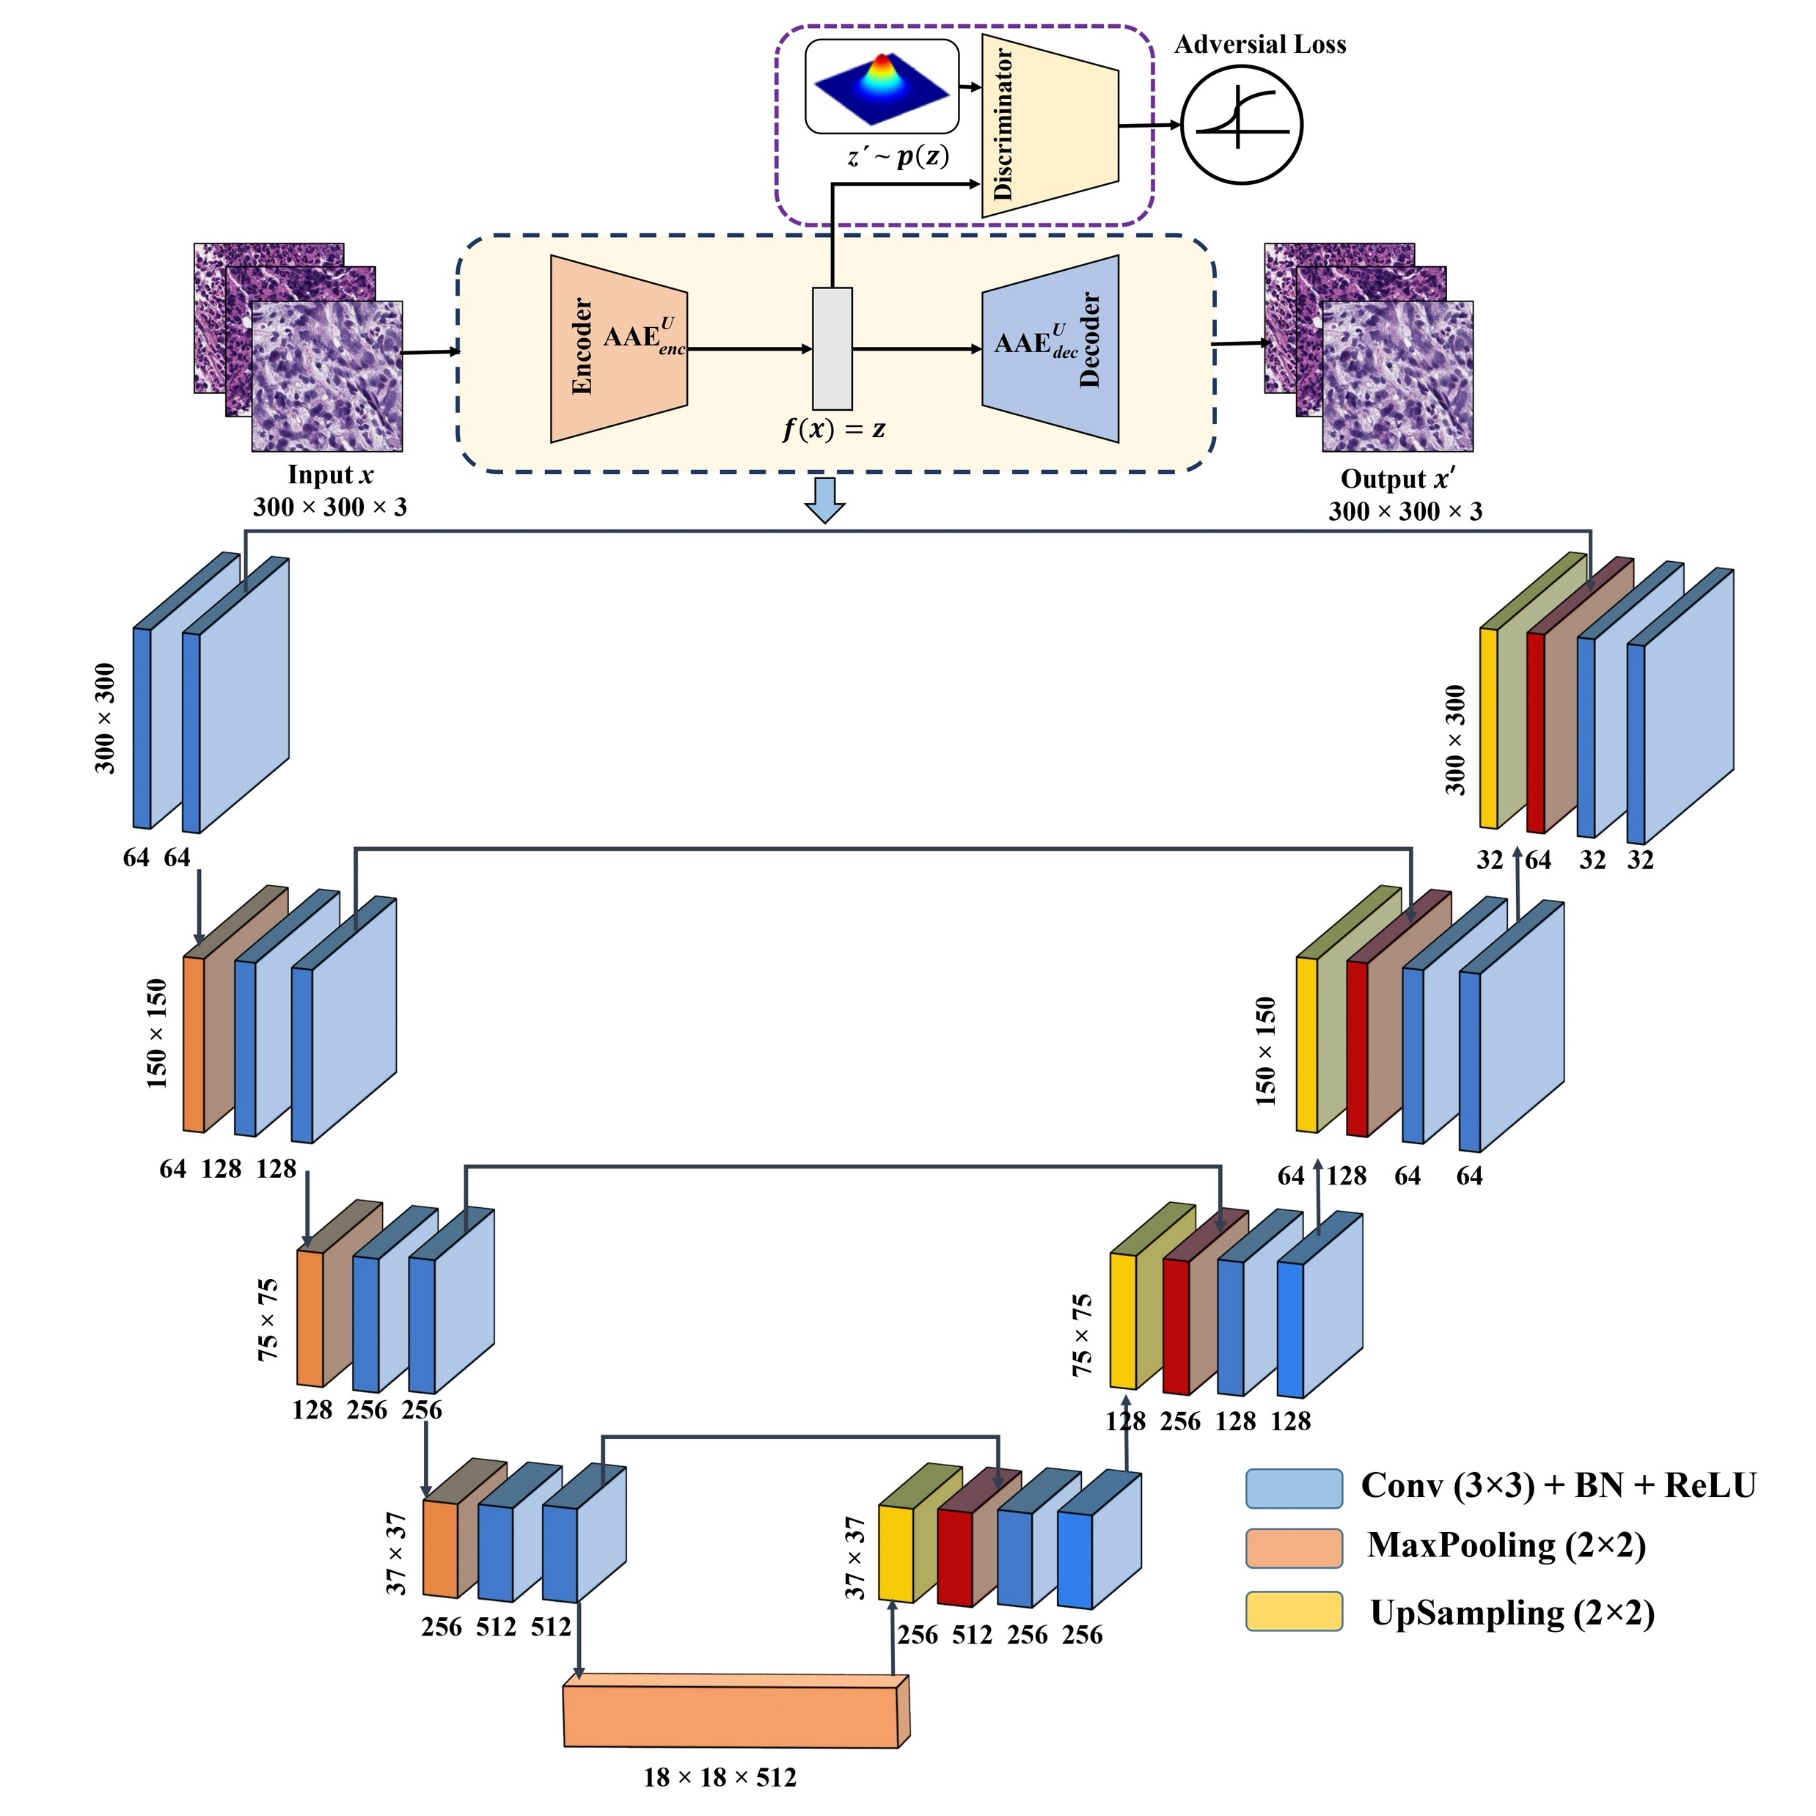 Adversial Loss
Discriminator
z´ ~ p(z)
Encoder
AAE^U_enc
f(x) = z
AAE^U_dec
Decoder
Input x
300 × 300 × 3
Output x′
300 × 300 × 3
300 × 300
64 64
300 × 300
32 64 32 32
150 × 150
64 128 128
150 × 150
64 128 64 64
75 × 75
128 256 256
75 × 75
128 256 128 128
37 × 37
256 512 512
37 × 37
256 512 256 256
18 × 18 × 512
Conv (3×3) + BN + ReLU
MaxPooling (2×2)
UpSampling (2×2)